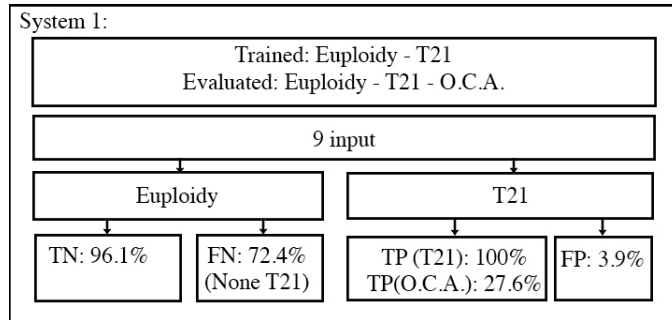 System 1:
Trained: Euploidy - T21
Evaluated: Euploidy - T21 - O.C.A.
9 input
Euploidy
T21
TN: 96.1%
FN: 72.4%
(None T21)
TP (T21): 100%
TP(O.C.A.): 27.6%
FP: 3.9%